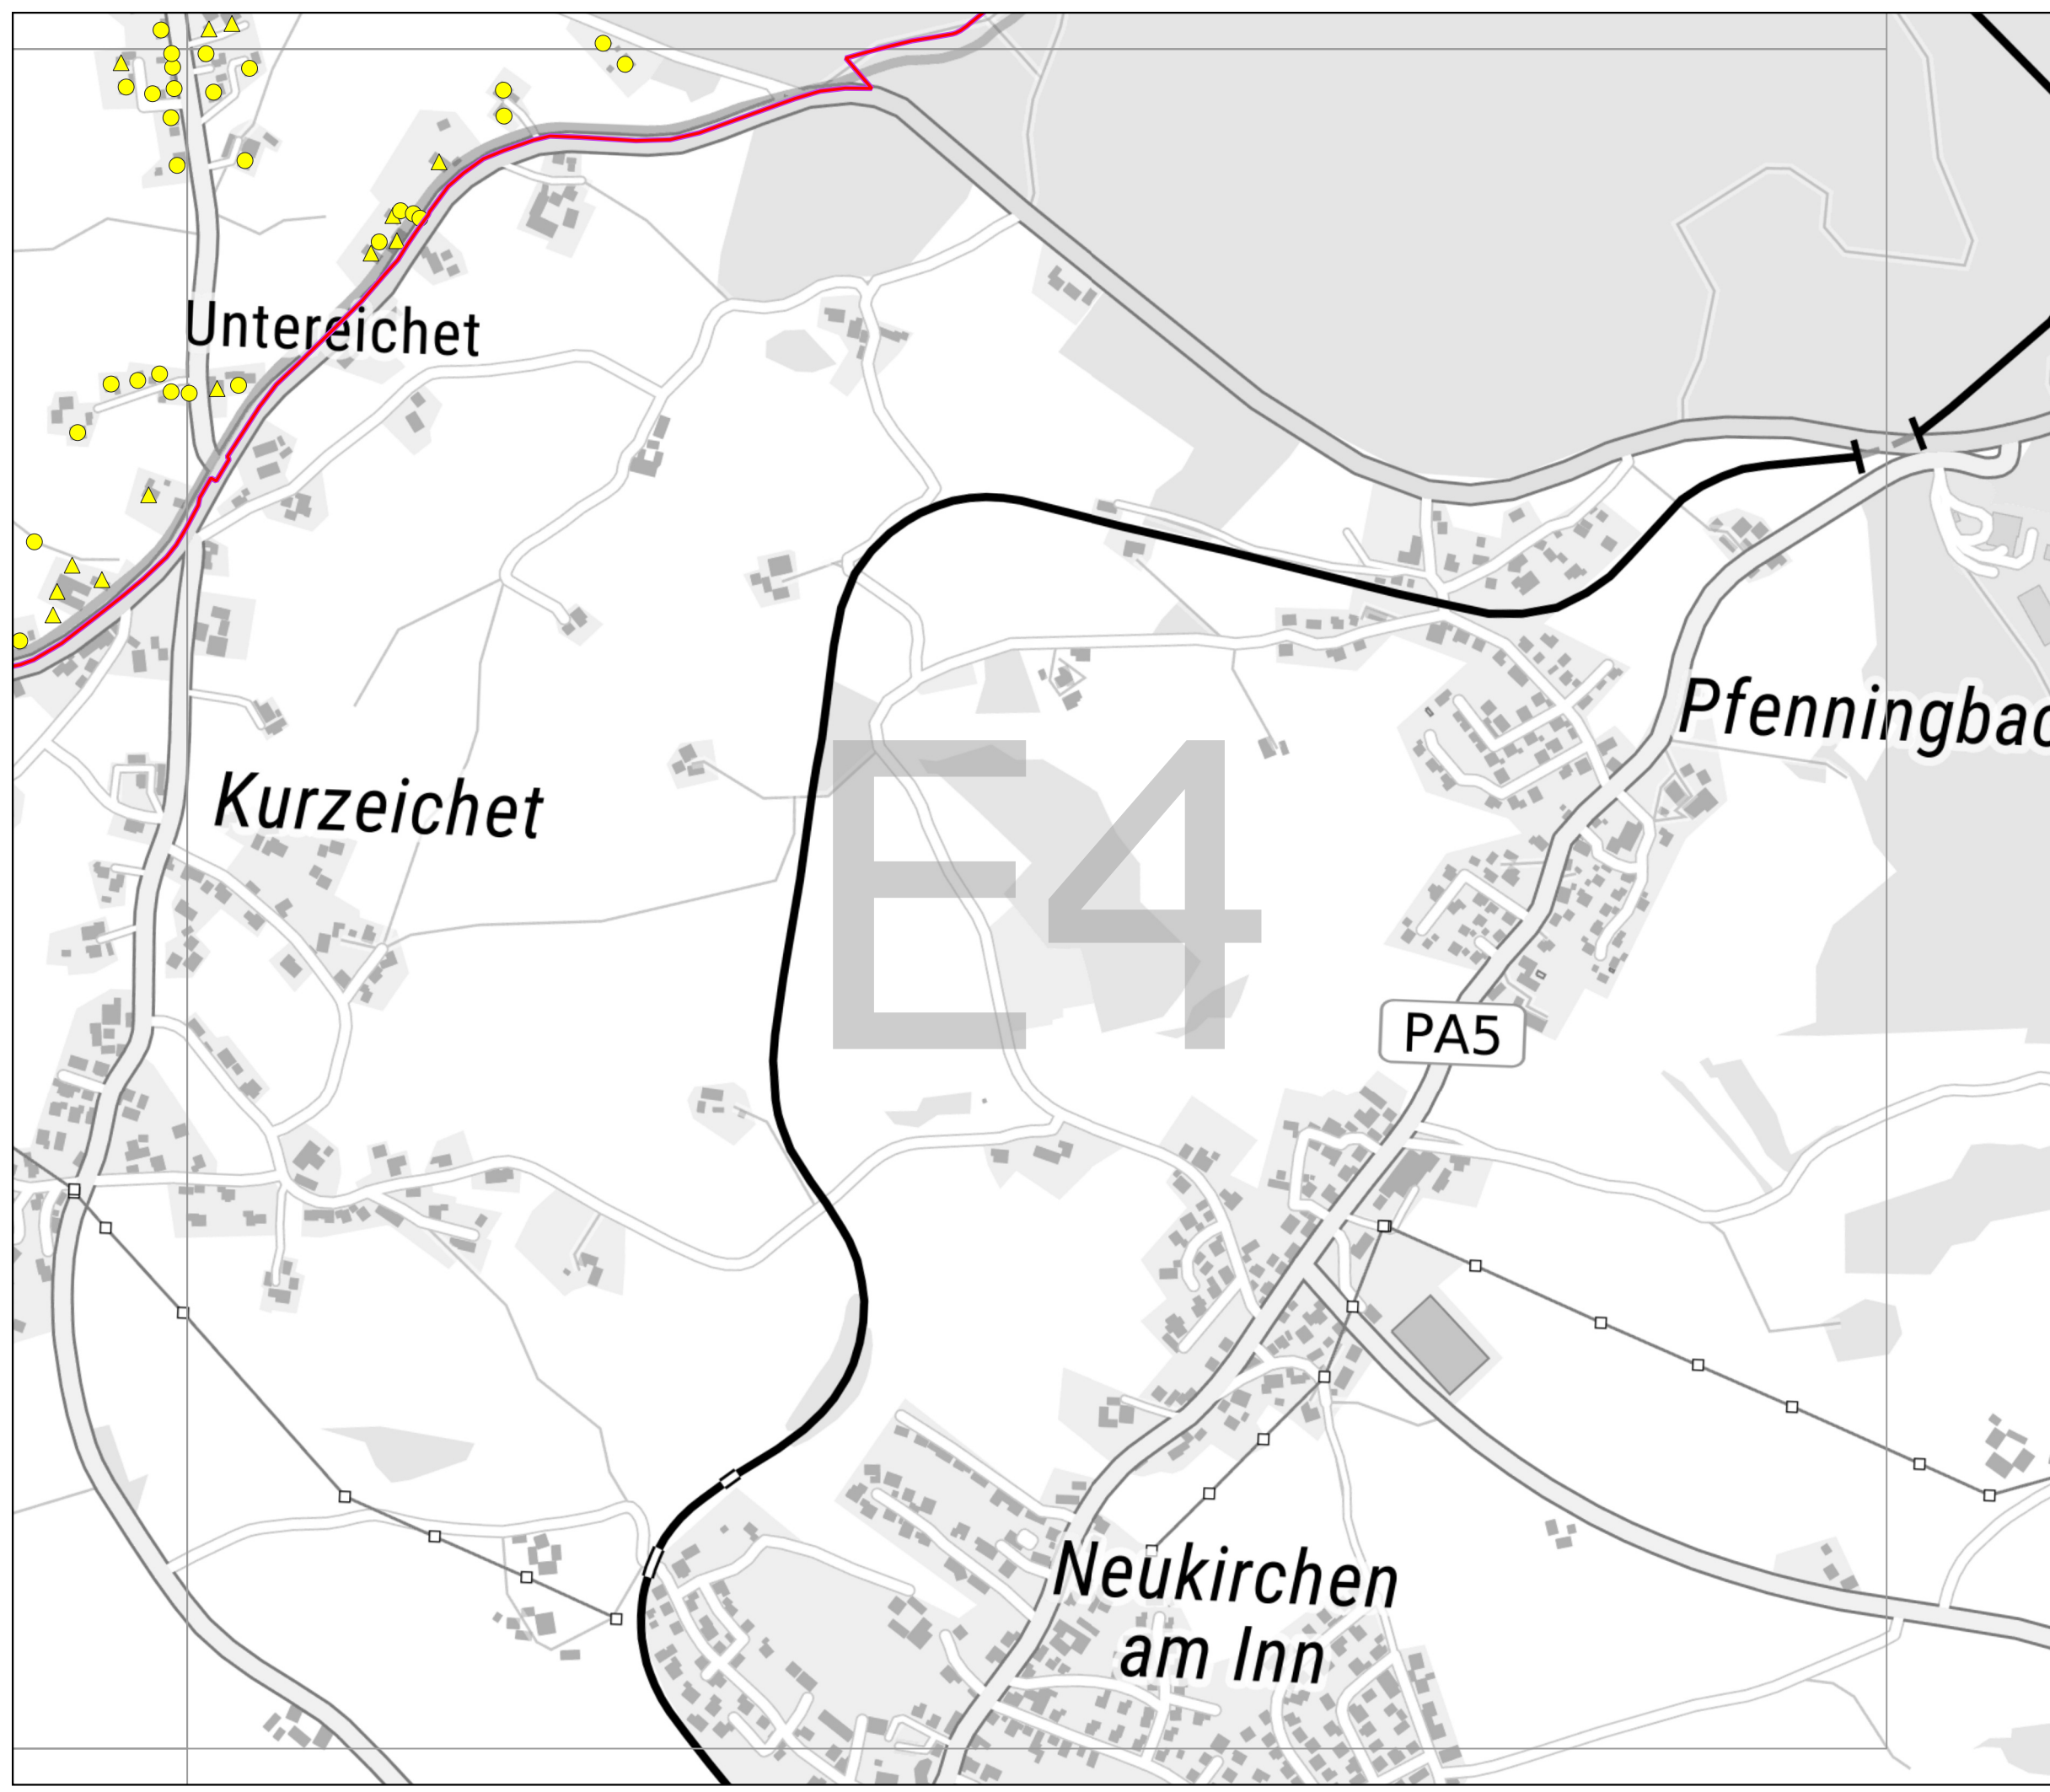 Untereichet
Pfenningbac
Kurzeichet
E4
PA5
Neukirchen
am Inn